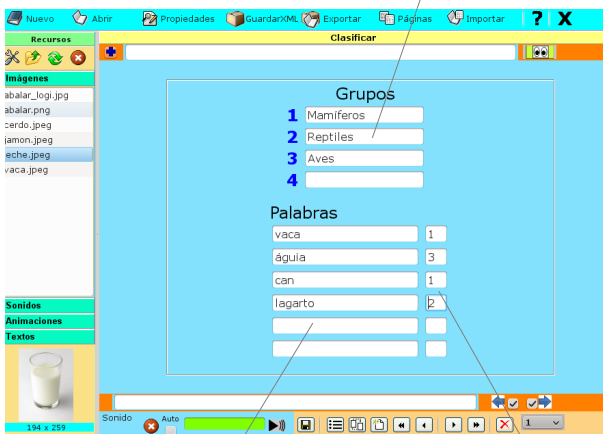 Nuevo Abrir Propiedades GuardarXML Exportar Páginas Importar ? X
Recursos
Clasificar
Imágenes
abalar_logi.jpg
abalar.png
cerdo.jpeg
jamon.jpeg
leche.jpeg
vaca.jpeg
Grupos
1 Mamíferos
2 Reptiles
3 Aves
4
Palabras
vaca 1
águia 3
can 1
lagarto 2
Sonidos
Animaciones
Textos
194 x 259
Sonido Auto 1